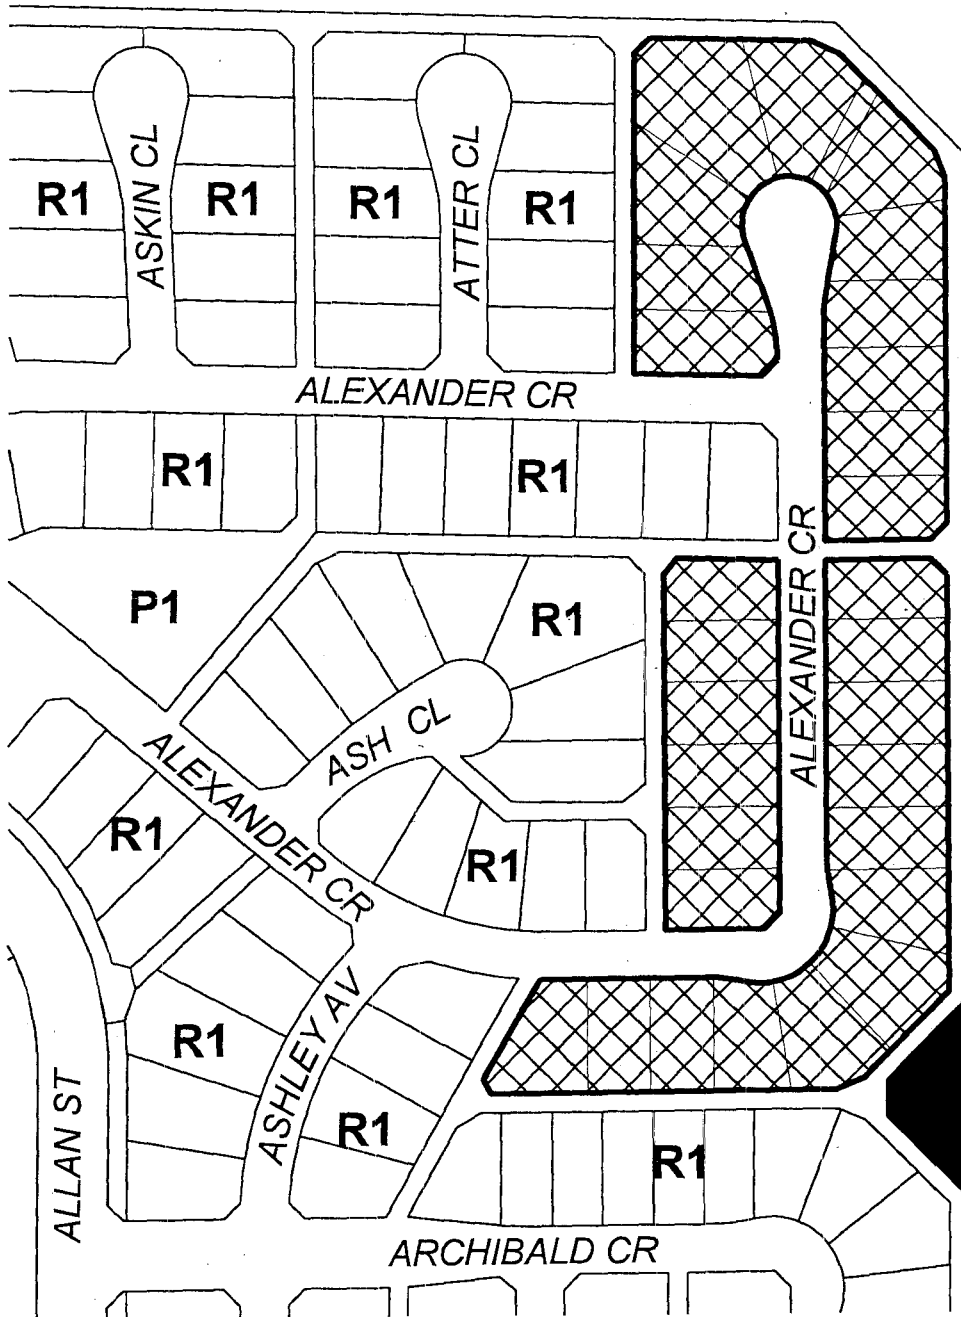 R1
ASKIN CL
R1
R1
ATTER CL
R1
ALEXANDER CR
R1
R1
ALEXANDER CR
P1
R1
ASH CL
ALEXANDER CR
R1
R1
ASHLEY AV
R1
R1
ALLAN ST
R1
ARCHIBALD CR